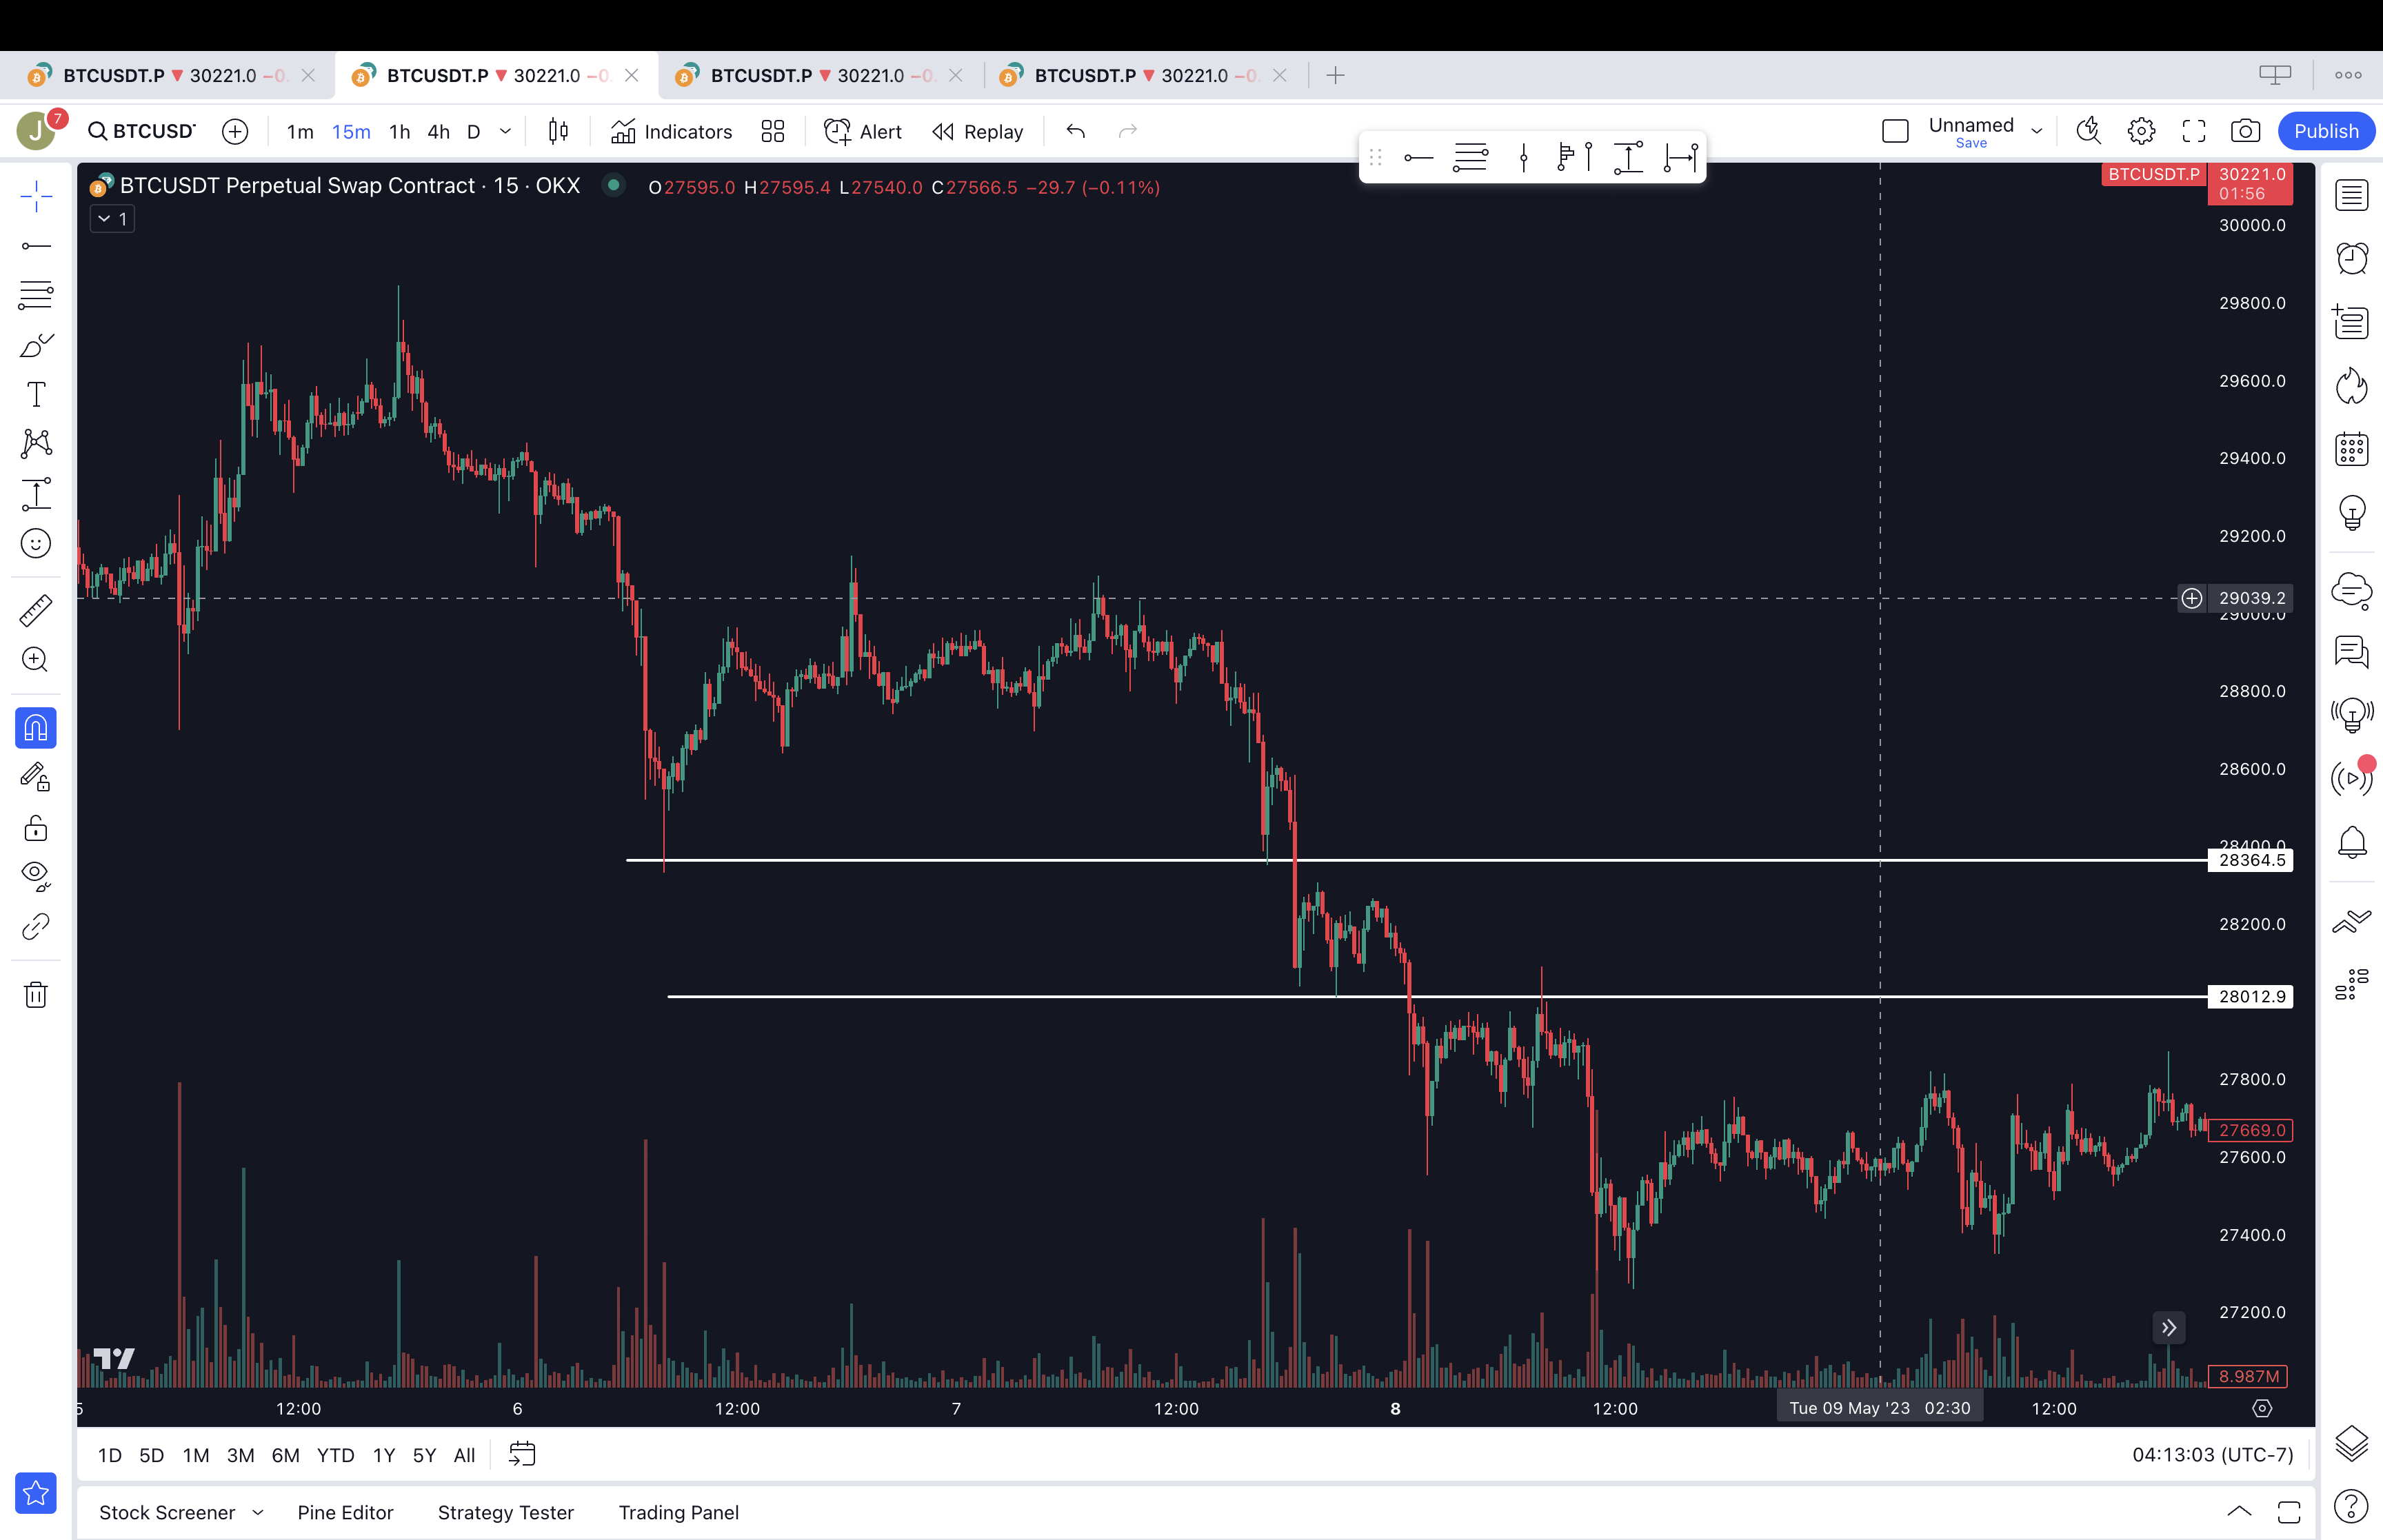 BTCUSDT.P ▼ 30221.0 −0. BTCUSDT.P ▼ 30221.0 −0. BTCUSDT.P ▼ 30221.0 −0. BTCUSDT.P ▼ 30221.0 −0.
J 7 BTCUSD 1m 15m 1h 4h D Indicators Alert Replay Unnamed Publish
Save
BTCUSDT Perpetual Swap Contract · 15 · OKX O27595.0 H27595.4 L27540.0 C27566.5 −29.7 (−0.11%)
BTCUSDT.P 30221.0
01:56
1
30000.0
29800.0
29600.0
29400.0
29200.0
29039.2
29000.0
28800.0
28600.0
28400.0
28364.5
28200.0
28012.9
27800.0
27669.0
27600.0
27400.0
27200.0
8.987M
5 12:00 6 12:00 7 12:00 8 12:00 Tue 09 May '23 02:30 12:00
1D 5D 1M 3M 6M YTD 1Y 5Y All 04:13:03 (UTC-7)
Stock Screener Pine Editor Strategy Tester Trading Panel